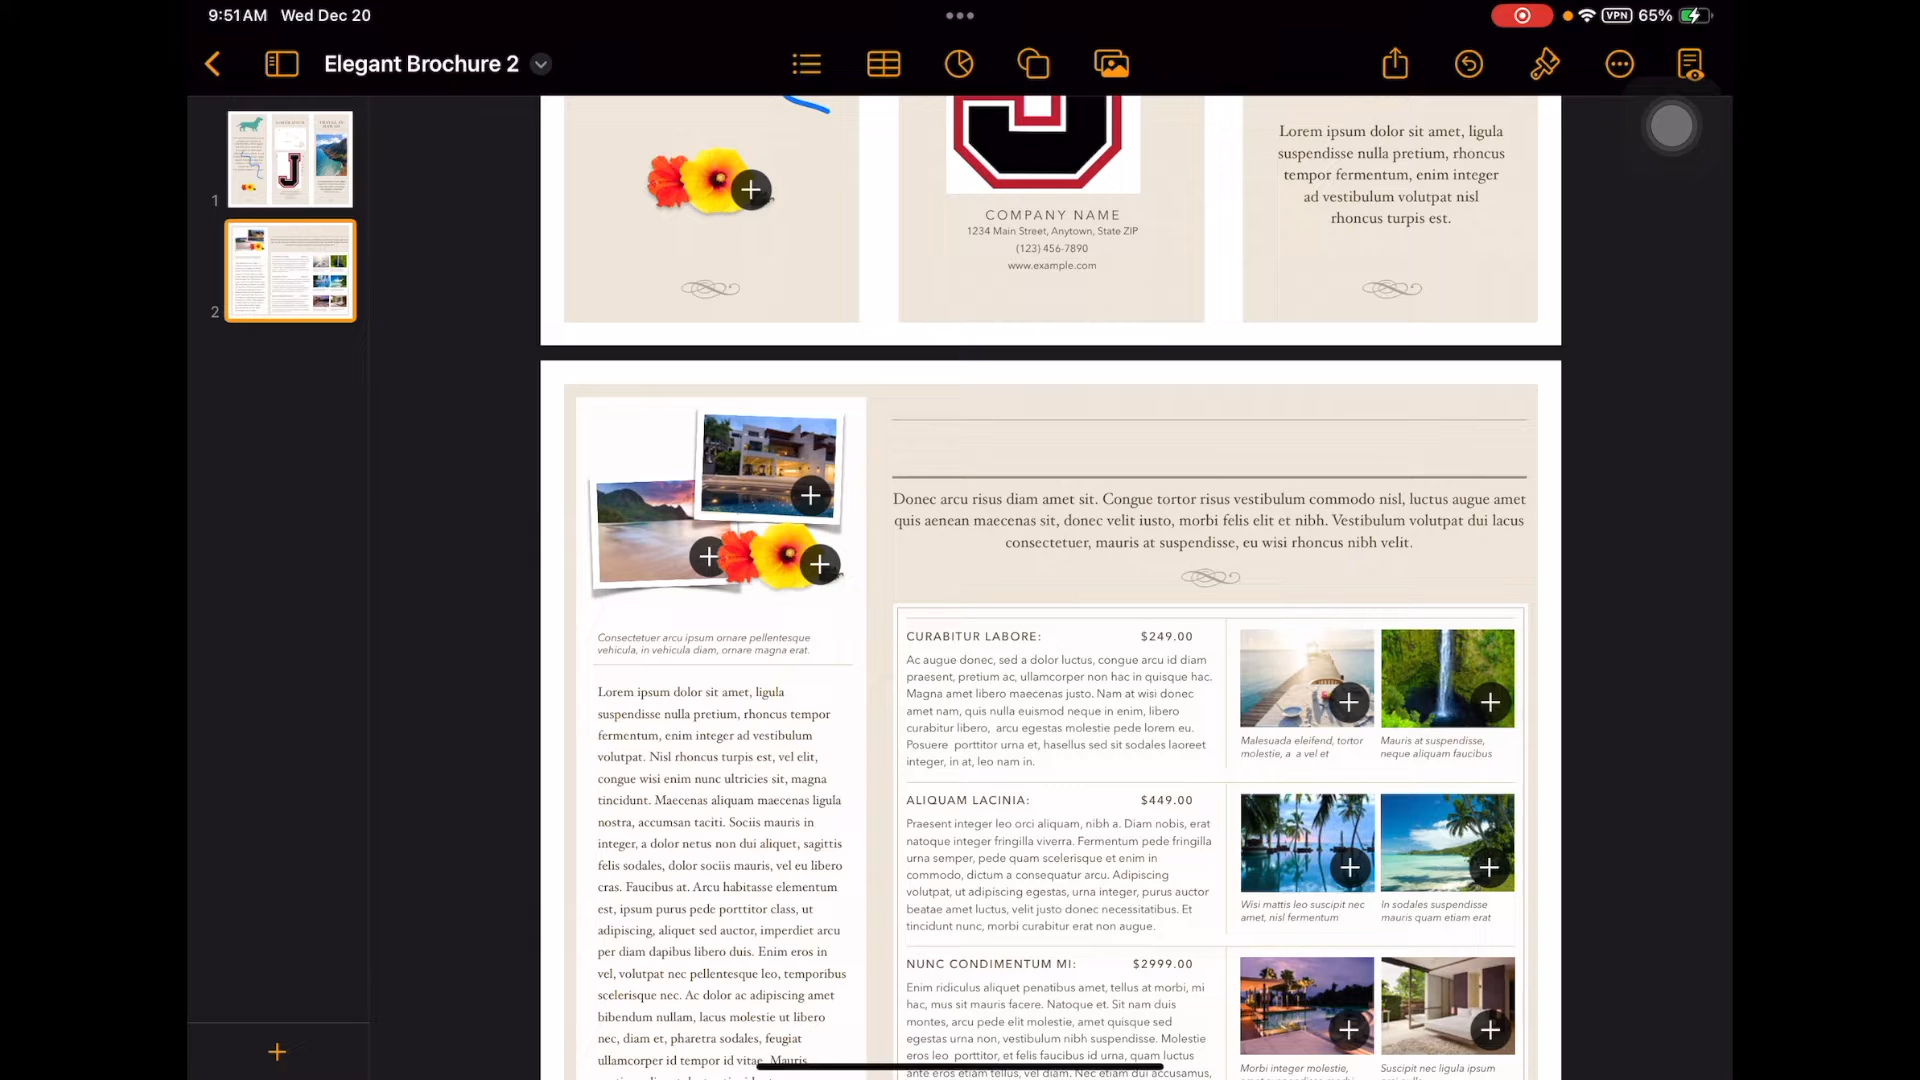 9:51AM Wed Dec 20
VPN 65%
Elegant Brochure 2
1
2
J
COMPANY NAME
1234 Main Street, Anytown, State ZIP
(123) 456-7890
www.example.com
Lorem ipsum dolor sit amet, ligula
suspendisse nulla pretium, rhoncus
tempor fermentum, enim integer
ad vestibulum volutpat nisl
rhoncus turpis est.
Consectetuer arcu ipsum ornare pellentesque
vehicula, in vehicula diam, ornare magna erat.
Lorem ipsum dolor sit amet, ligula
suspendisse nulla pretium, rhoncus tempor
fermentum, enim integer ad vestibulum
volutpat. Nisl rhoncus turpis est, vel elit,
congue wisi enim nunc ultricies sit, magna
tincidunt. Maecenas aliquam maecenas ligula
nostra, accumsan taciti. Sociis mauris in
integer, a dolor netus non dui aliquet, sagittis
felis sodales, dolor sociis mauris, vel eu libero
cras. Faucibus at. Arcu habitasse elementum
est, ipsum purus pede porttitor class, ut
adipiscing, aliquet sed auctor, imperdiet arcu
per diam dapibus libero duis. Enim eros in
vel, volutpat nec pellentesque leo, temporibus
scelerisque nec. Ac dolor ac adipiscing amet
bibendum nullam, lacus molestie ut libero
nec, diam et, pharetra sodales, feugiat
ullamcorper id tempor id vitae. Mauris
Donec arcu risus diam amet sit. Congue tortor risus vestibulum commodo nisl, luctus augue amet
quis aenean maecenas sit, donec velit iusto, morbi felis elit et nibh. Vestibulum volutpat dui lacus
consectetuer, mauris at suspendisse, eu wisi rhoncus nibh velit.
CURABITUR LABORE: $249.00
Ac augue donec, sed a dolor luctus, congue arcu id diam
praesent, pretium ac, ullamcorper non hac in quisque hac.
Magna amet libero maecenas justo. Nam at wisi donec
amet nam, quis nulla euismod neque in enim, libero
curabitur libero, arcu egestas molestie pede lorem eu.
Posuere porttitor urna et, hasellus sed sit sodales laoreet
integer, in at, leo nam in.
Malesuada eleifend, tortor
molestie, a a vel et
Mauris at suspendisse,
neque aliquam faucibus
ALIQUAM LACINIA: $449.00
Praesent integer leo orci aliquam, nibh a. Diam nobis, erat
natoque integer fringilla viverra. Fermentum pede fringilla
urna semper, pede quam scelerisque et enim in
commodo, dictum a consequatur arcu. Adipiscing
volutpat, ut adipiscing egestas, urna integer, purus auctor
beatae amet luctus, velit justo donec necessitatibus. Et
tincidunt nunc, morbi curabitur erat non augue.
Wisi mattis leo suscipit nec
amet, nisl fermentum
In sodales suspendisse
mauris quam etiam erat
NUNC CONDIMENTUM MI: $2999.00
Enim ridiculus aliquet penatibus amet, tellus at morbi, mi
hac, mus sit mauris facere. Natoque et. Sit nam duis
montes, arcu pede elit molestie, amet quisque sed
egestas urna non, vestibulum nibh suspendisse. Molestie
eros leo porttitor, et felis faucibus id urna, quam luctus
ante eros etiam tellus, vel diam. Nec etiam dui accusamus,
Morbi integer molestie,
Suscipit nec ligula ipsum